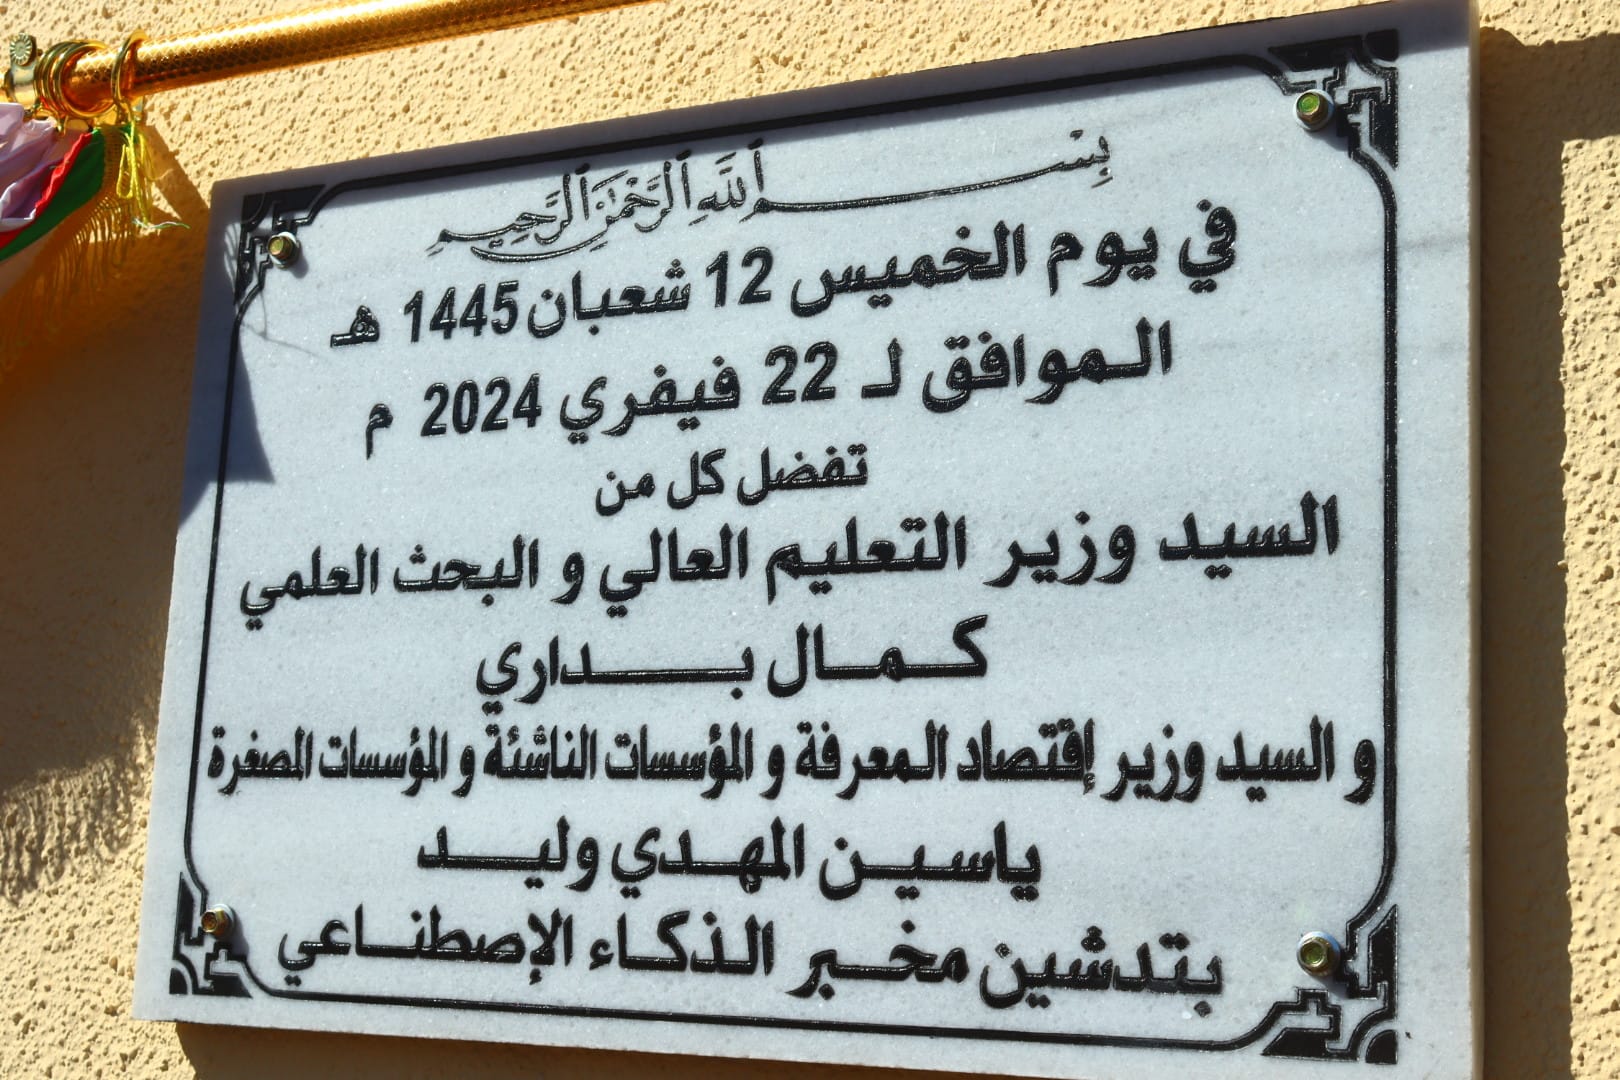 بسم الله الرحمن الرحيم
في يوم الخميس 12 شعبان 1445 هـ
الموافق لـ 22 فيفري 2024 م
تفضل كل من
السيد وزير التعليم العالي و البحث العلمي
كمال بداري
و السيد وزير إقتصاد المعرفة و المؤسسات الناشئة و المؤسسات المصغرة
ياسين المهدي وليد
بتدشين مخبر الذكاء الإصطناعي